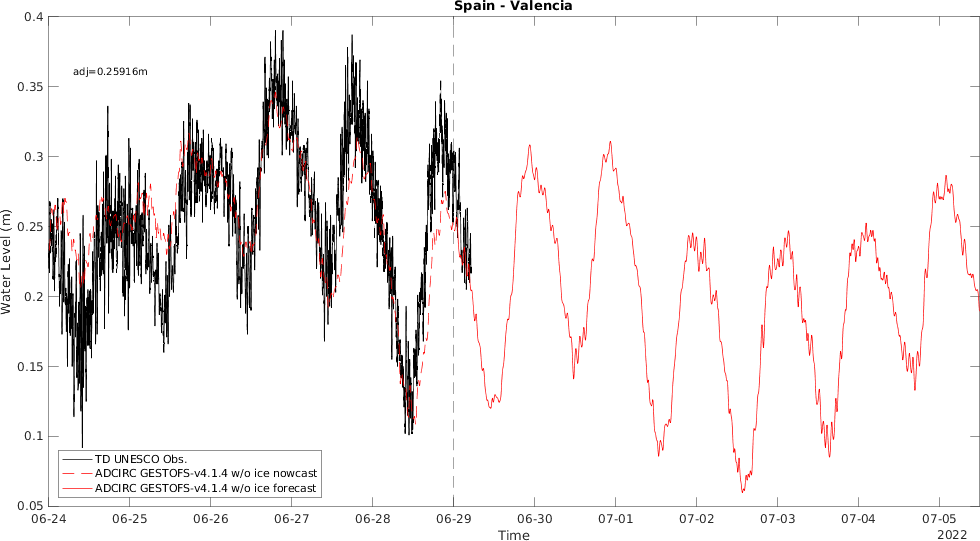 Spain - Valencia
0.4
0.35
0.3
0.25
0.2
0.15
0.1
0.05
Water Level (m)
adj=0.25916m
TD UNESCO Obs.
ADCIRC GESTOFS-v4.1.4 w/o ice nowcast
ADCIRC GESTOFS-v4.1.4 w/o ice forecast
06-24 06-25 06-26 06-27 06-28 06-29 06-30 07-01 07-02 07-03 07-04 07-05
Time
2022